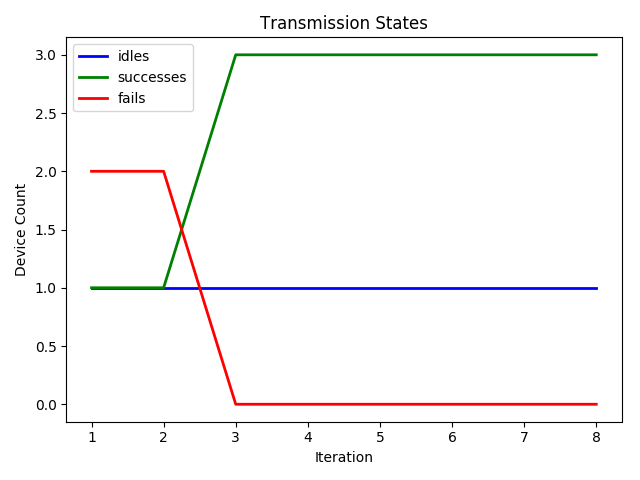 Transmission States
idles
successes
fails
3.0
2.5
2.0
1.5
1.0
0.5
0.0
Device Count
1 2 3 4 5 6 7 8
Iteration